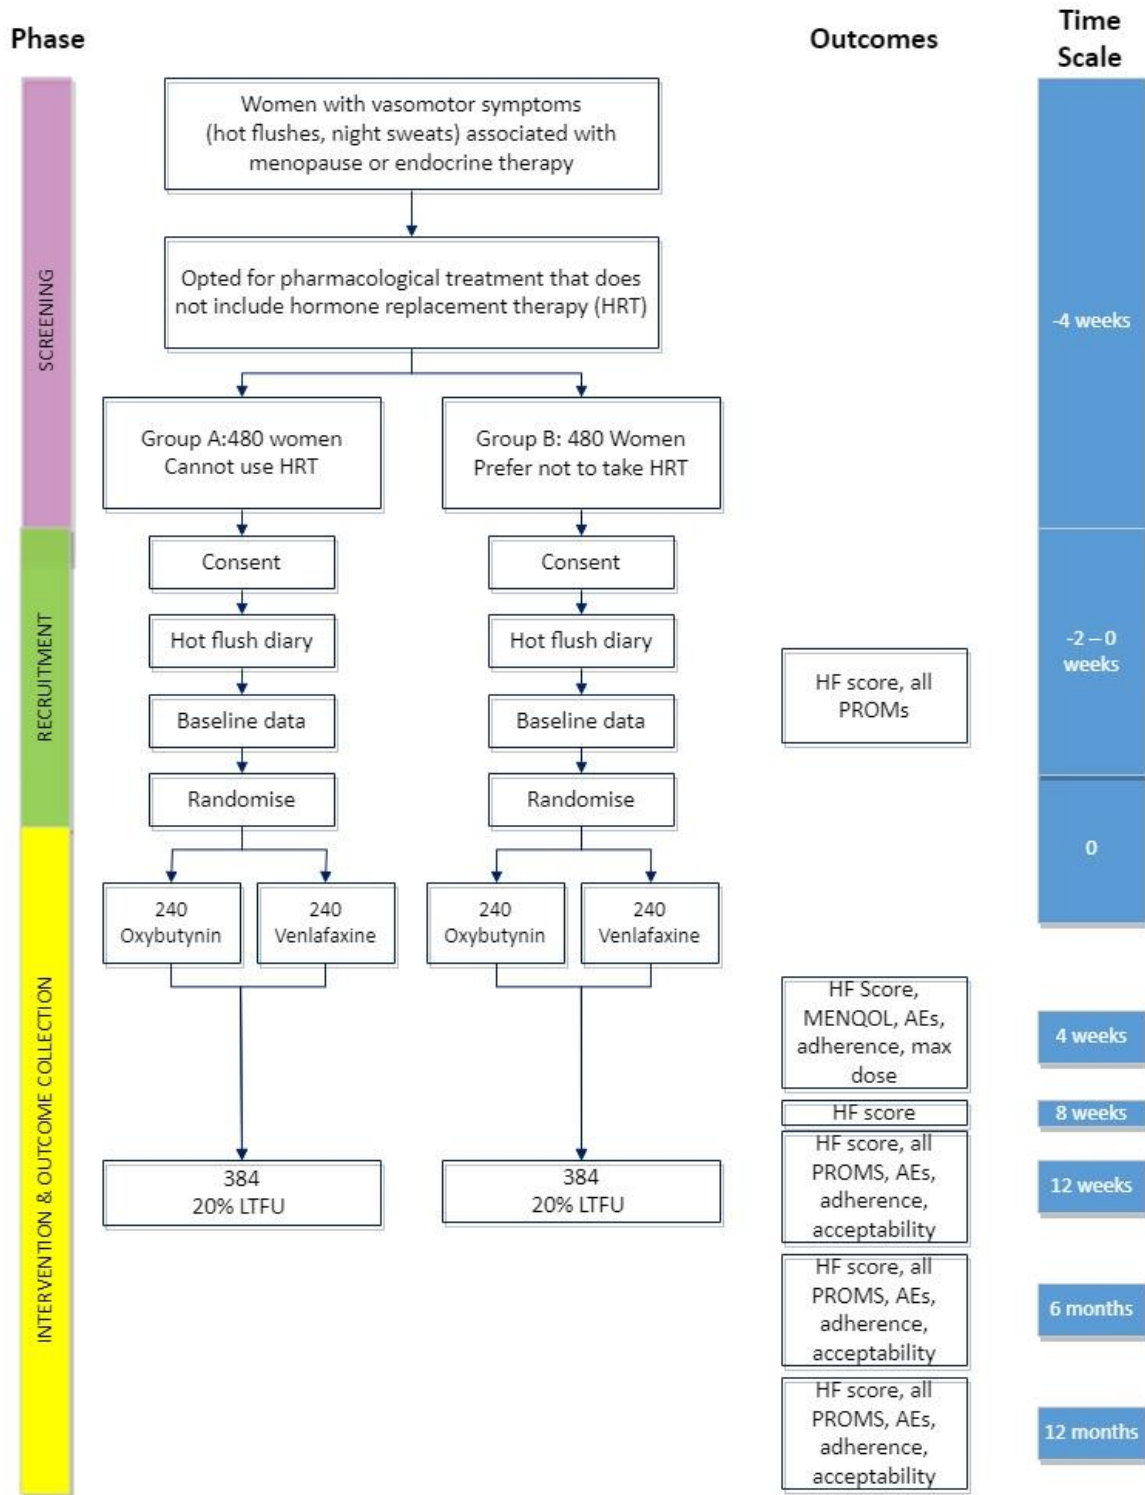 Phase
Outcomes
Time
Scale
SCREENING
Women with vasomotor symptoms
(hot flushes, night sweats) associated with
menopause or endocrine therapy
Opted for pharmacological treatment that does
not include hormone replacement therapy (HRT)
-4 weeks
Group A:480 women
Cannot use HRT
Group B: 480 Women
Prefer not to take HRT
RECRUITMENT
Consent
Consent
Hot flush diary
Hot flush diary
Baseline data
Baseline data
Randomise
Randomise
HF score, all
PROMs
-2 – 0
weeks
0
INTERVENTION & OUTCOME COLLECTION
240
Oxybutynin
240
Venlafaxine
240
Oxybutynin
240
Venlafaxine
HF Score,
MENQOL, AEs,
adherence, max
dose
4 weeks
HF score
8 weeks
384
20% LTFU
384
20% LTFU
HF score, all
PROMS, AEs,
adherence,
acceptability
12 weeks
HF score, all
PROMS, AEs,
adherence,
acceptability
6 months
HF score, all
PROMS, AEs,
adherence,
acceptability
12 months